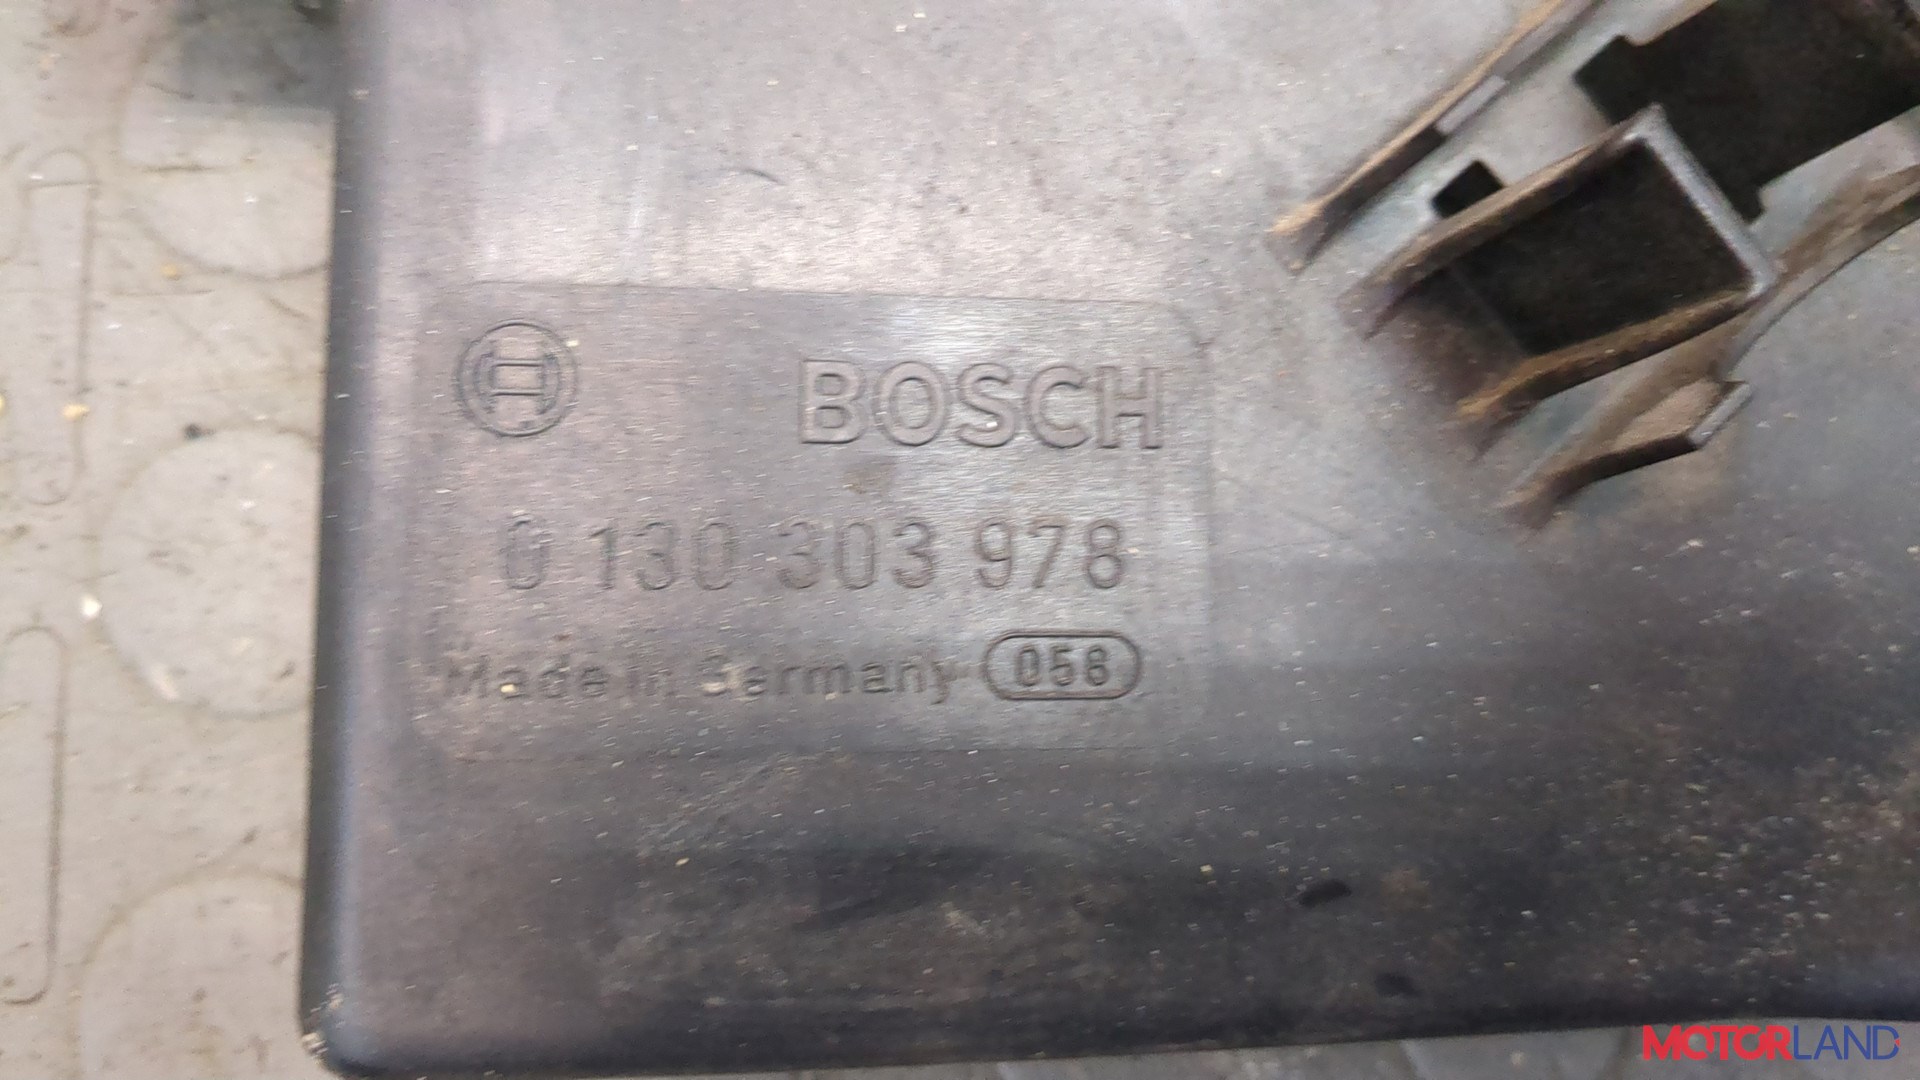 BOSCH
0 130 303 978
Made in Germany 058
MOTORLAND